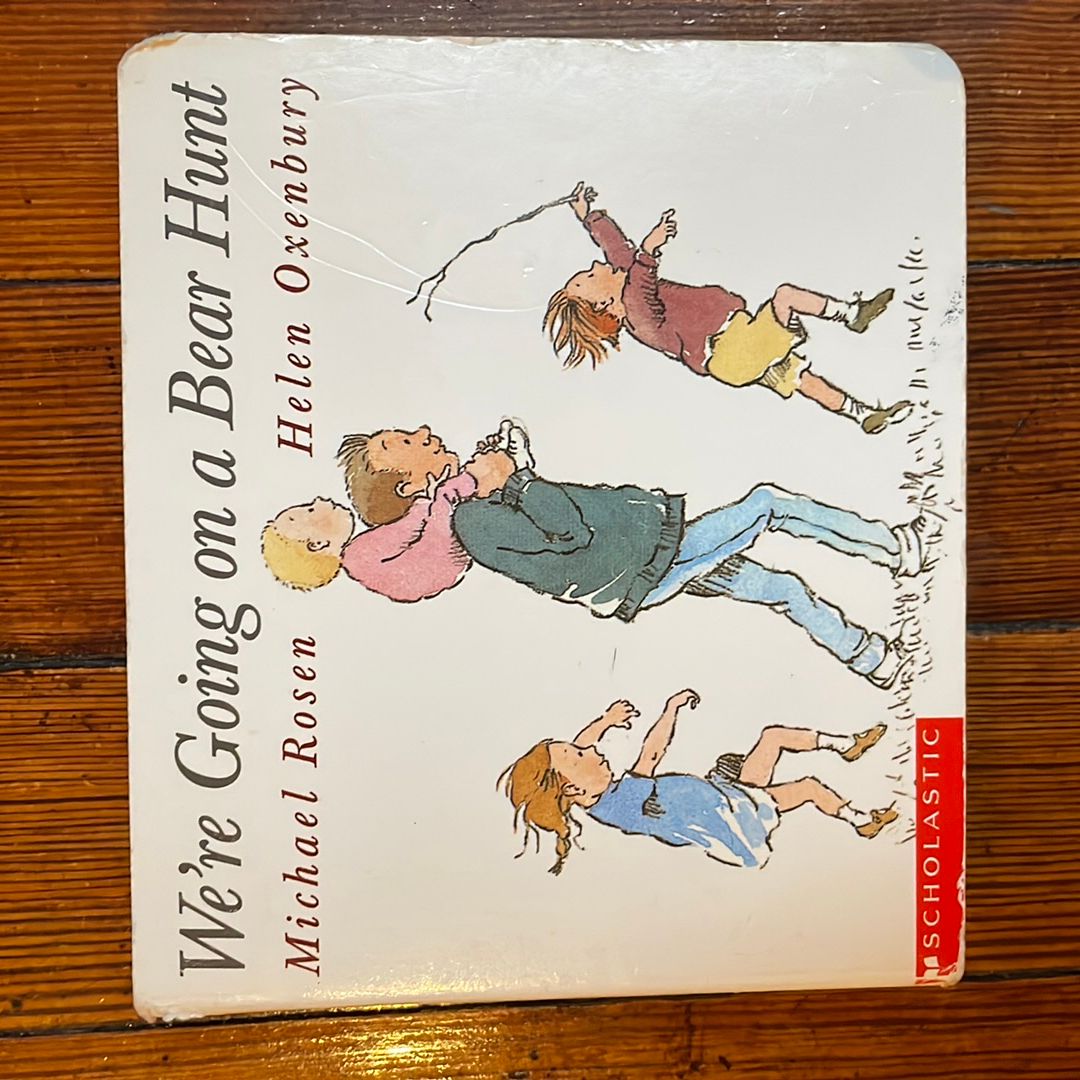 We're Going on a Bear Hunt
Michael Rosen Helen Oxenbury
SCHOLASTIC